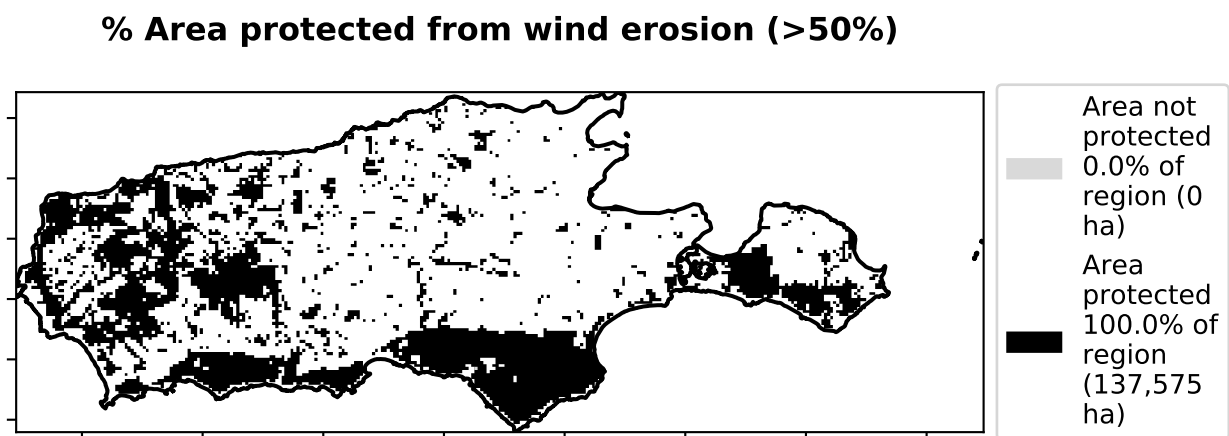 % Area protected from wind erosion (>50%)
Area not
protected
0.0% of
region (0
ha)
Area
protected
100.0% of
region
(137,575
ha)